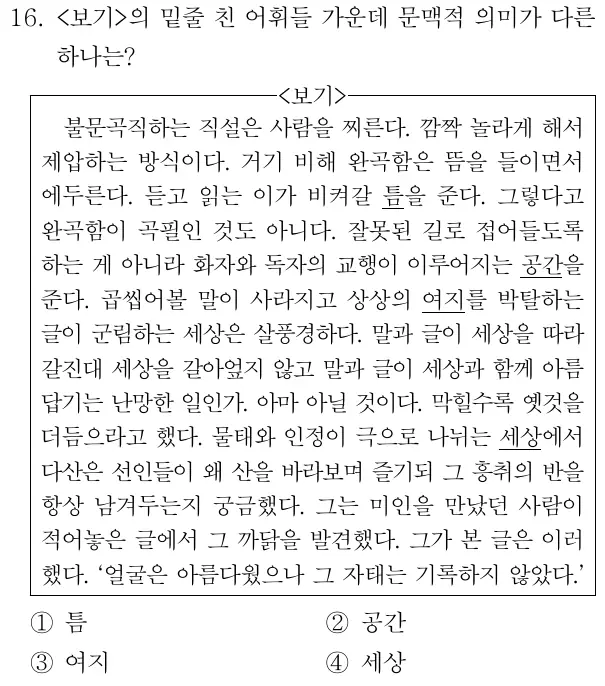 16. <보기>의 밑줄 친 어휘들 가운데 문맥적 의미가 다른
하나는?
<보기>
불문곡직하는 직설은 사람을 찌른다. 깜짝 놀라게 해서
제압하는 방식이다. 거기 비해 완곡함은 뜸을 들이면서
에두른다. 듣고 읽는 이가 비켜갈 틈을 준다. 그렇다고
완곡함이 곡필인 것도 아니다. 잘못된 길로 접어들도록
하는 게 아니라 화자와 독자의 교행이 이루어지는 공간을
준다. 곱씹어볼 말이 사라지고 상상의 여지를 박탈하는
글이 군림하는 세상은 살풍경하다. 말과 글이 세상을 따라
갈진대 세상을 갈아엎지 않고 말과 글이 세상과 함께 아름
답기는 난망한 일인가. 아마 아닐 것이다. 막힐수록 옛것을
더듬으라고 했다. 물태와 인정이 극으로 나뉘는 세상에서
다산은 선인들이 왜 산을 바라보며 즐기되 그 흥취의 반을
항상 남겨두는지 궁금했다. 그는 미인을 만났던 사람이
적어놓은 글에서 그 까닭을 발견했다. 그가 본 글은 이러
했다. ‘얼굴은 아름다웠으나 그 자태는 기록하지 않았다.’
① 틈 ② 공간
③ 여지 ④ 세상